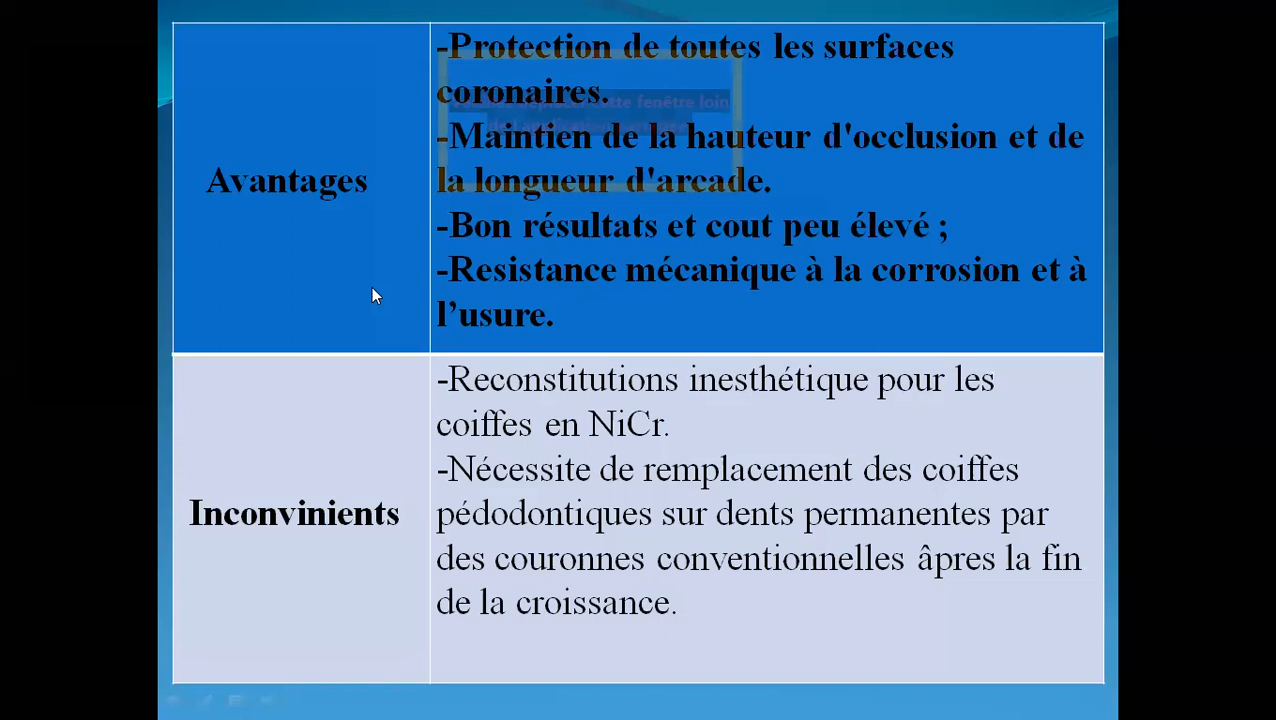 Avantages
-Protection de toutes les surfaces
coronaires.
-Maintien de la hauteur d'occlusion et de
la longueur d'arcade.
-Bon résultats et cout peu élevé ;
-Resistance mécanique à la corrosion et à
l’usure.
Inconvinients
-Reconstitutions inesthétique pour les
coiffes en NiCr.
-Nécessite de remplacement des coiffes
pédodontiques sur dents permanentes par
des couronnes conventionnelles âpres la fin
de la croissance.
fenêtre loin